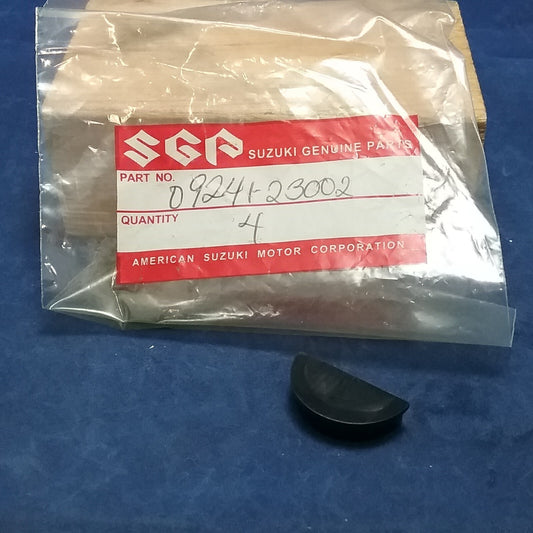 SGP SUZUKI GENUINE PARTS
PART NO. 09241-23002
QUANTITY 4
AMERICAN SUZUKI MOTOR CORPORATION